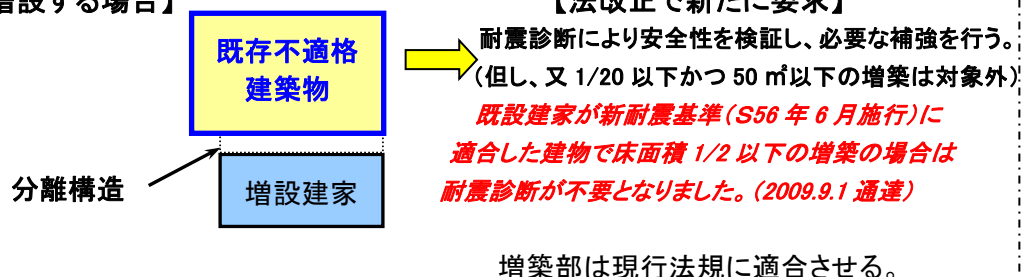 増設する場合】
【法改正で新たに要求】
既存不適格
建築物
耐震診断により安全性を検証し、必要な補強を行う。
(但し、又 1/20 以下かつ 50 ㎡以下の増築は対象外)
既設建家が新耐震基準(S56 年 6 月施行)に
適合した建物で床面積 1/2 以下の増築の場合は
耐震診断が不要となりました。(2009.9.1 通達)
分離構造
増設建家
増築部は現行法規に適合させる。